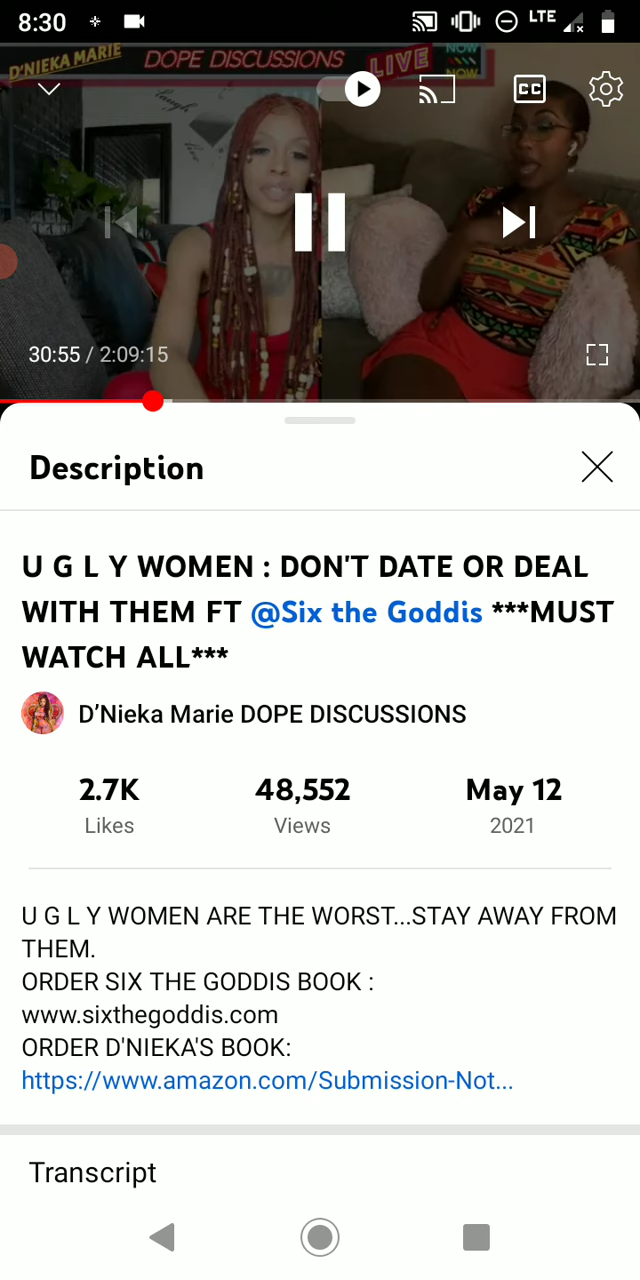 8:30
LTE
D'NIEKA MARIE
DOPE DISCUSSIONS
LIVE
NOW
NOW
CC
laugh
30:55 / 2:09:15
Description
U G L Y WOMEN : DON'T DATE OR DEAL
WITH THEM FT @Six the Goddis ***MUST
WATCH ALL***
D'Nieka Marie DOPE DISCUSSIONS
2.7K
48,552
May 12
Likes
Views
2021
U G L Y WOMEN ARE THE WORST...STAY AWAY FROM
THEM.
ORDER SIX THE GODDIS BOOK :
www.sixthegoddis.com
ORDER D'NIEKA'S BOOK:
https://www.amazon.com/Submission-Not...
Transcript